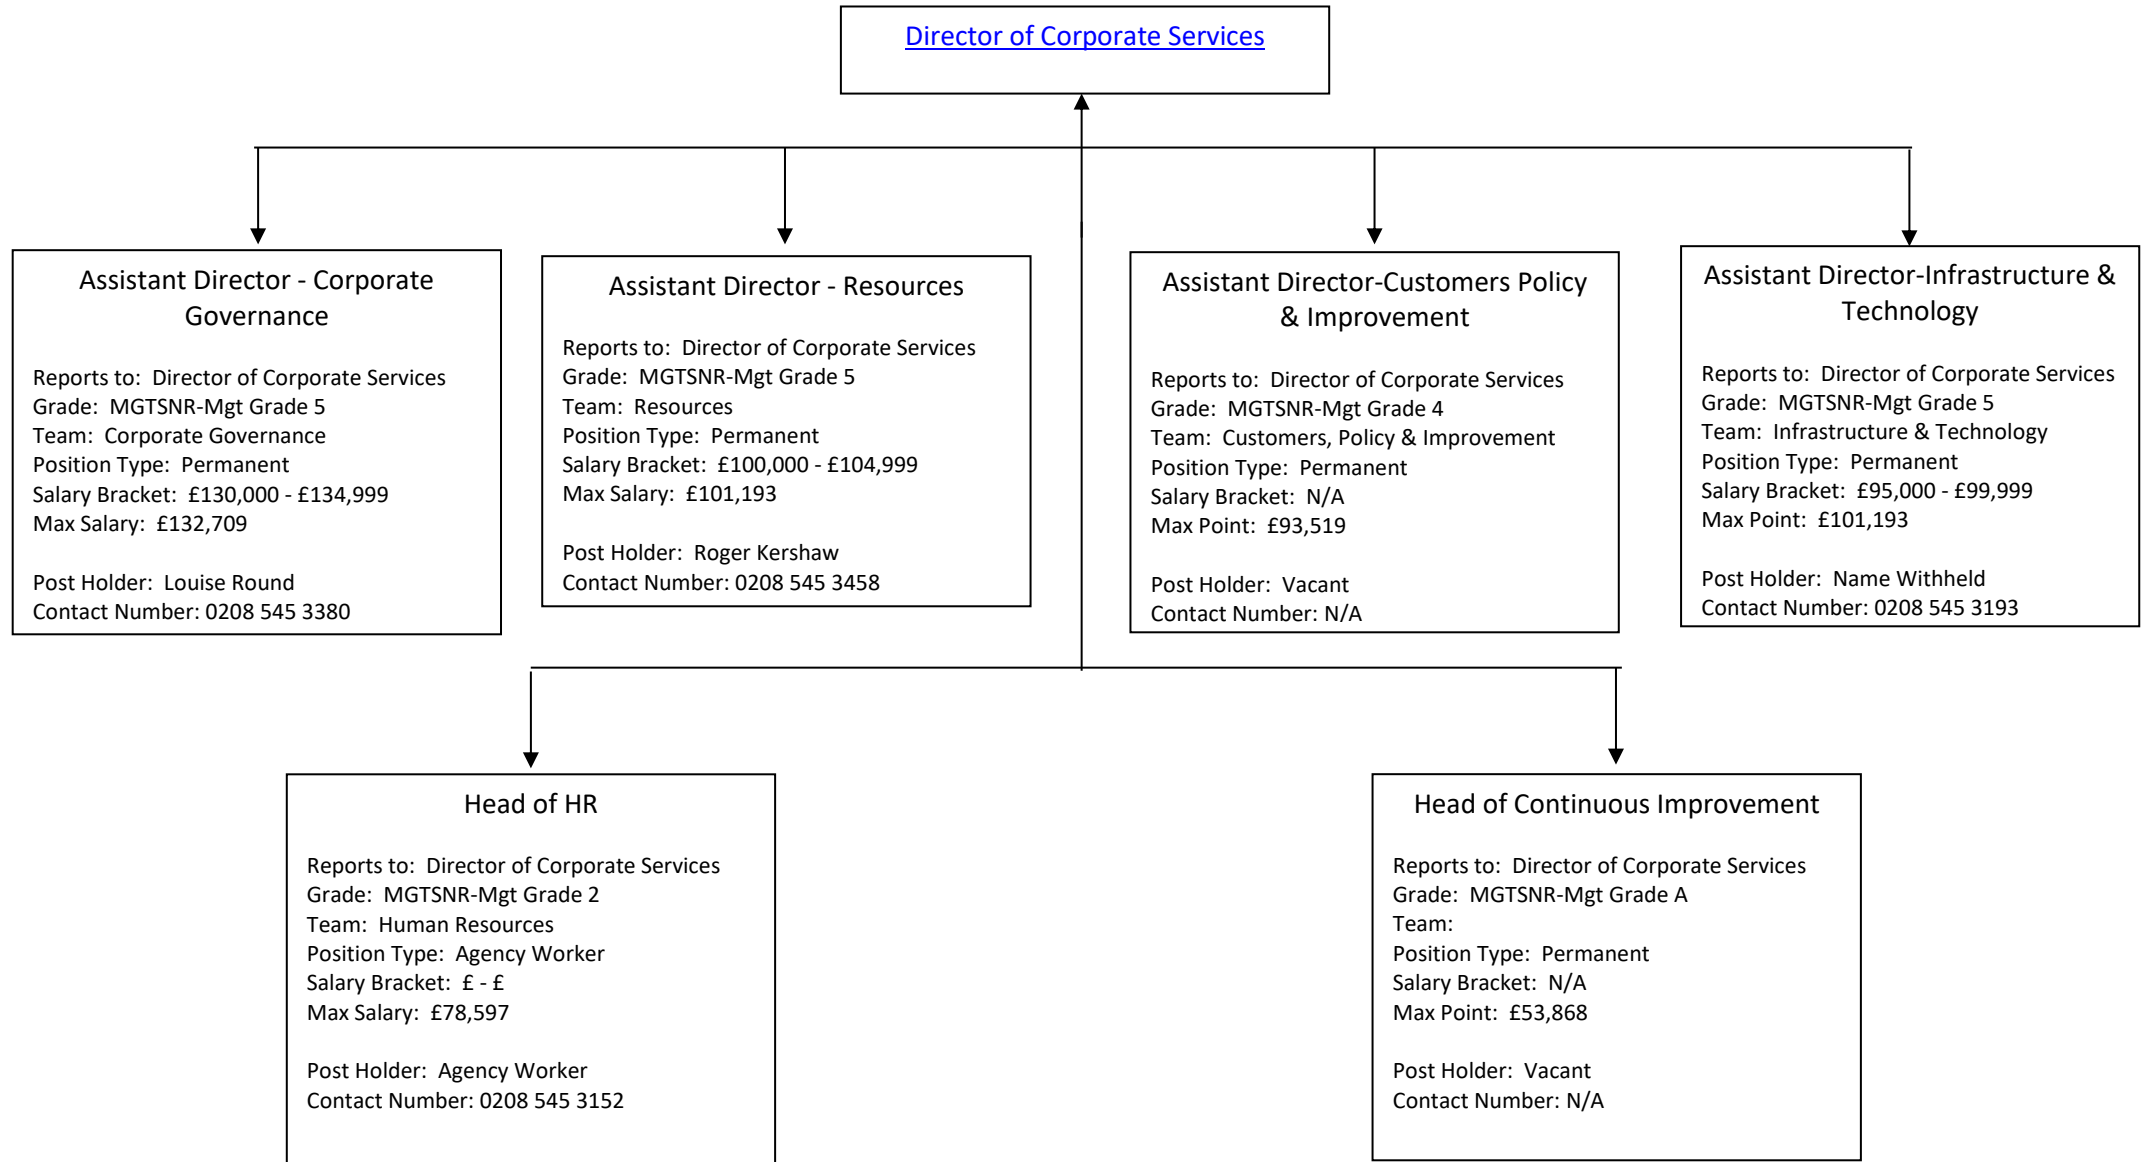 Director of Corporate Services
Assistant Director - Corporate
Governance
Reports to: Director of Corporate Services
Grade: MGTSNR-Mgt Grade 5
Team: Corporate Governance
Position Type: Permanent
Salary Bracket: £130,000 - £134,999
Max Salary: £132,709
Post Holder: Louise Round
Contact Number: 0208 545 3380
Assistant Director - Resources
Reports to: Director of Corporate Services
Grade: MGTSNR-Mgt Grade 5
Team: Resources
Position Type: Permanent
Salary Bracket: £100,000 - £104,999
Max Salary: £101,193
Post Holder: Roger Kershaw
Contact Number: 0208 545 3458
Assistant Director-Customers Policy
& Improvement
Reports to: Director of Corporate Services
Grade: MGTSNR-Mgt Grade 4
Team: Customers, Policy & Improvement
Position Type: Permanent
Salary Bracket: N/A
Max Point: £93,519
Post Holder: Vacant
Contact Number: N/A
Assistant Director-Infrastructure &
Technology
Reports to: Director of Corporate Services
Grade: MGTSNR-Mgt Grade 5
Team: Infrastructure & Technology
Position Type: Permanent
Salary Bracket: £95,000 - £99,999
Max Point: £101,193
Post Holder: Name Withheld
Contact Number: 0208 545 3193
Head of HR
Reports to: Director of Corporate Services
Grade: MGTSNR-Mgt Grade 2
Team: Human Resources
Position Type: Agency Worker
Salary Bracket: £ - £
Max Salary: £78,597
Post Holder: Agency Worker
Contact Number: 0208 545 3152
Head of Continuous Improvement
Reports to: Director of Corporate Services
Grade: MGTSNR-Mgt Grade A
Team:
Position Type: Permanent
Salary Bracket: N/A
Max Point: £53,868
Post Holder: Vacant
Contact Number: N/A